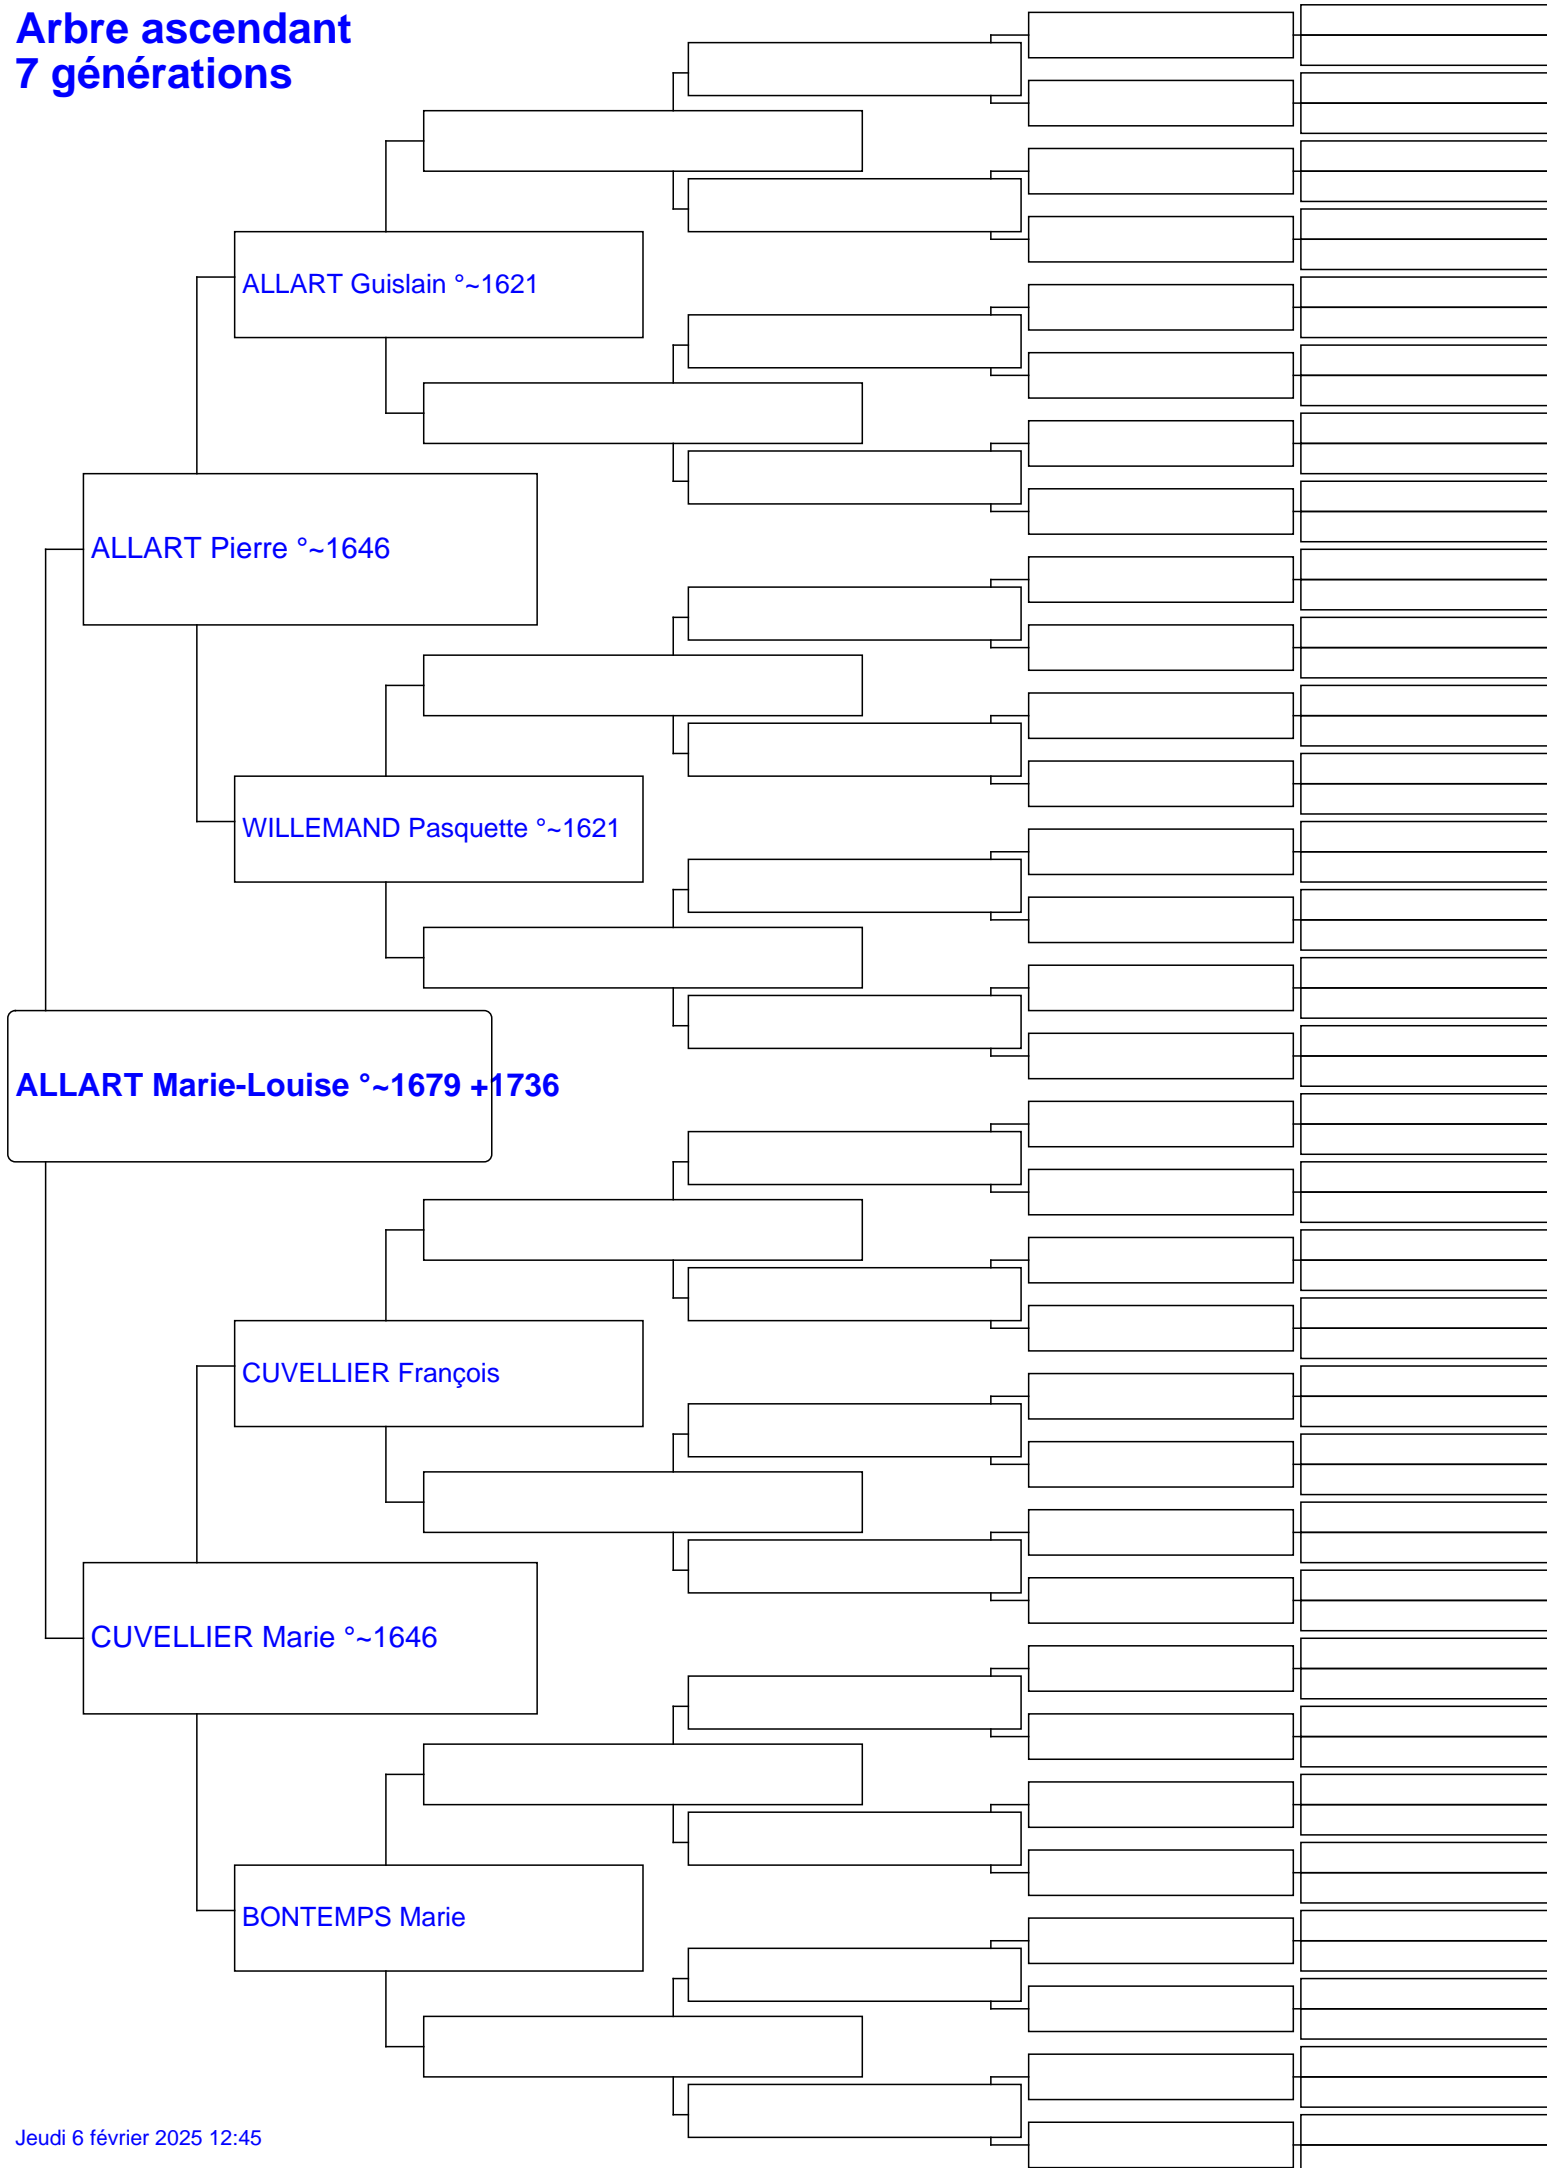 Arbre ascendant
7 générations
ALLART Guislain °~1621
ALLART Pierre °~1646
WILLEMAND Pasquette °~1621
ALLART Marie-Louise °~1679 +1736
CUVELLIER François
CUVELLIER Marie °~1646
BONTEMPS Marie
Jeudi 6 février 2025 12:45